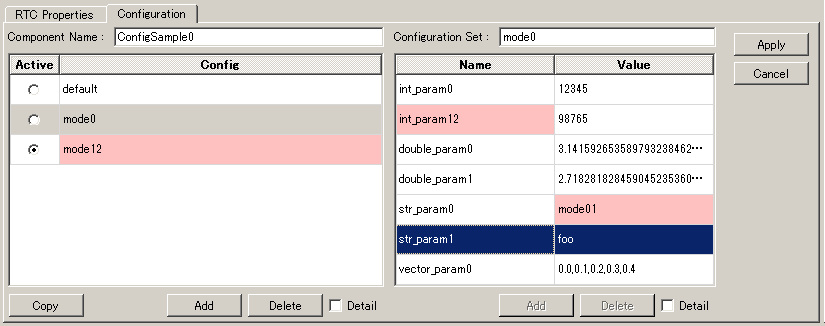 RTC Properties Configuration
Component Name : ConfigSample0 Configuration Set : mode0
Apply
Cancel
Active Config
default
mode0
mode12
Name Value
int_param0 12345
int_param12 98765
double_param0 3.141592653589793238462…
double_param1 2.718281828459045235360…
str_param0 mode01
str_param1 foo
vector_param0 0.0,0.1,0.2,0.3,0.4
Copy Add Delete Detail
Add Delete Detail